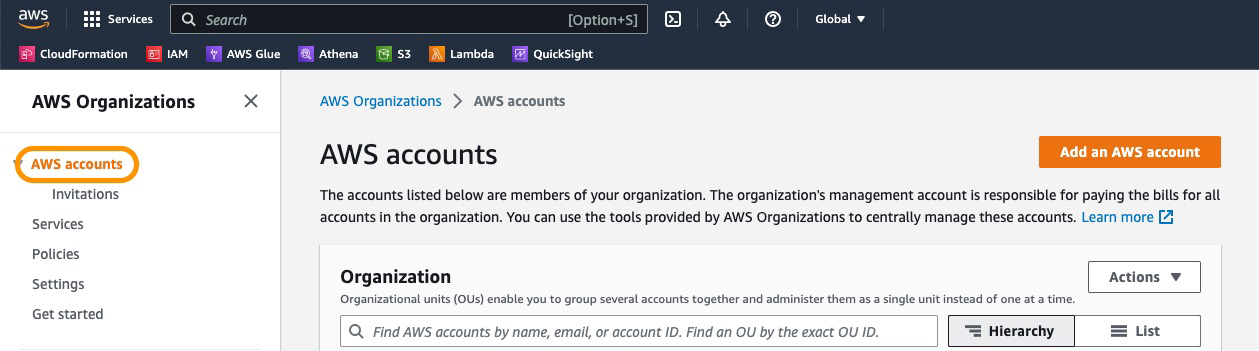 aws Services Search [Option+S] Global
CloudFormation IAM AWS Glue Athena S3 Lambda QuickSight
AWS Organizations
AWS accounts
Invitations
Services
Policies
Settings
Get started
AWS Organizations > AWS accounts
AWS accounts
Add an AWS account
The accounts listed below are members of your organization. The organization's management account is responsible for paying the bills for all
accounts in the organization. You can use the tools provided by AWS Organizations to centrally manage these accounts. Learn more
Organization
Actions
Organizational units (OUs) enable you to group several accounts together and administer them as a single unit instead of one at a time.
Find AWS accounts by name, email, or account ID. Find an OU by the exact OU ID.
Hierarchy List